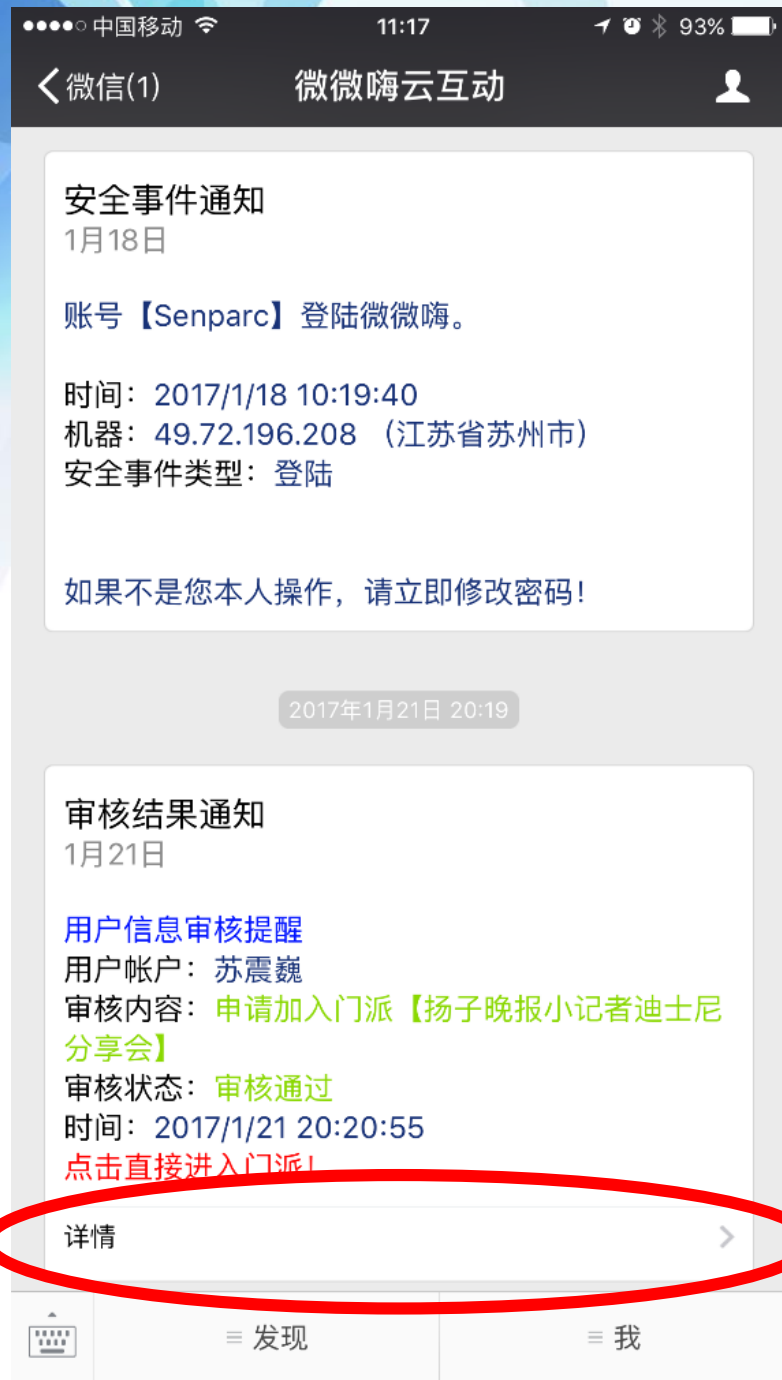 中国移动 11:17 93%
微信(1) 微微嗨云互动
安全事件通知
1月18日
账号【Senparc】登陆微微嗨。
时间：2017/1/18 10:19:40
机器：49.72.196.208 （江苏省苏州市）
安全事件类型：登陆
如果不是您本人操作，请立即修改密码！
2017年1月21日 20:19
审核结果通知
1月21日
用户信息审核提醒
用户帐户：苏震巍
审核内容：申请加入门派【扬子晚报小记者迪士尼
分享会】
审核状态：审核通过
时间：2017/1/21 20:20:55
点击直接进入门派！
详情
发现 我